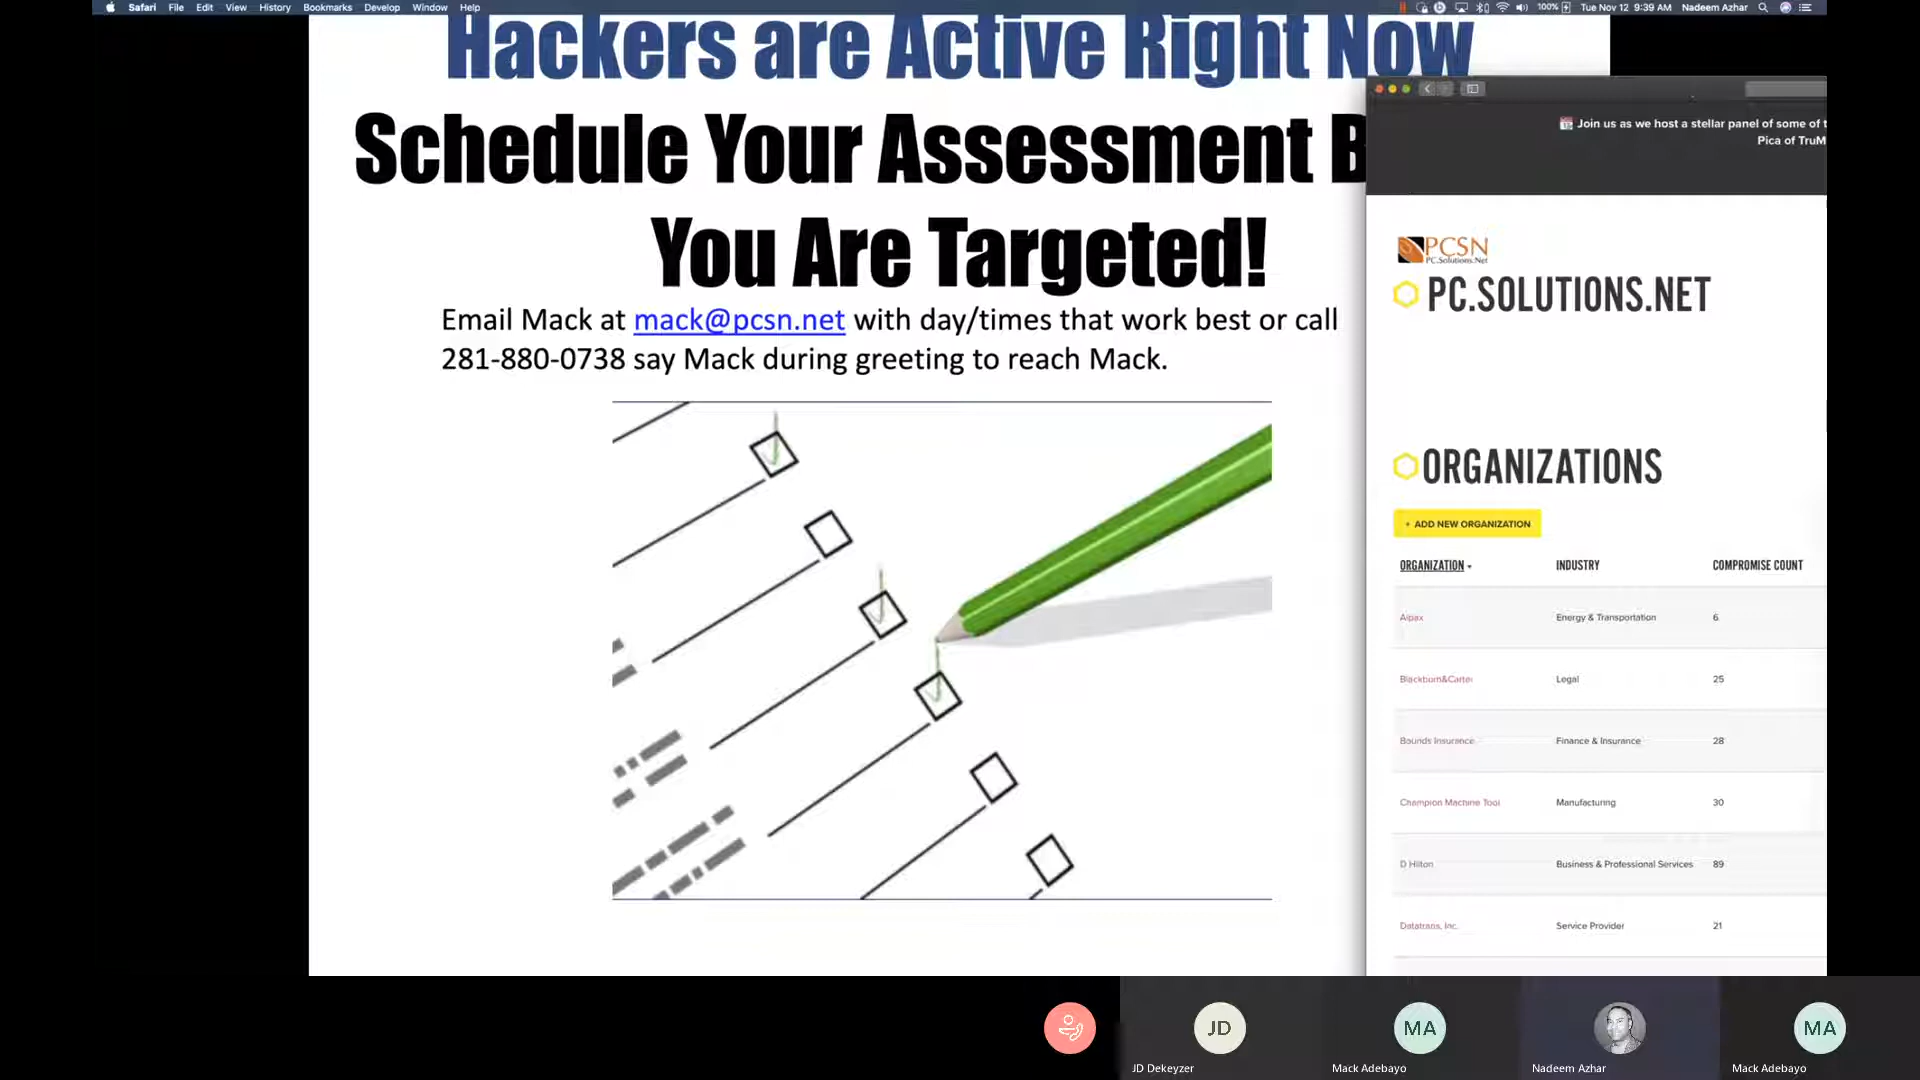 Safari File Edit View History Bookmarks Develop Window Help
100% Tue Nov 12 9:39 AM Nadeem Azhar
Hackers are Active Right Now
Schedule Your Assessment B
You Are Targeted!
Email Mack at mack@pcsn.net with day/times that work best or call
281-880-0738 say Mack during greeting to reach Mack.
Join us as we host a stellar panel of some of t
Pica of TruM
PCSN
PC.Solutions.Net
PC.SOLUTIONS.NET
ORGANIZATIONS
+ ADD NEW ORGANIZATION
ORGANIZATION INDUSTRY COMPROMISE COUNT
Aipax Energy & Transportation 6
Blackburn&Carter Legal 25
Bounds Insurance Finance & Insurance 28
Champion Machine Tool Manufacturing 30
D Hilton Business & Professional Services 89
Datatrans, Inc. Service Provider 21
JD MA MA
JD Dekeyzer Mack Adebayo Nadeem Azhar Mack Adebayo